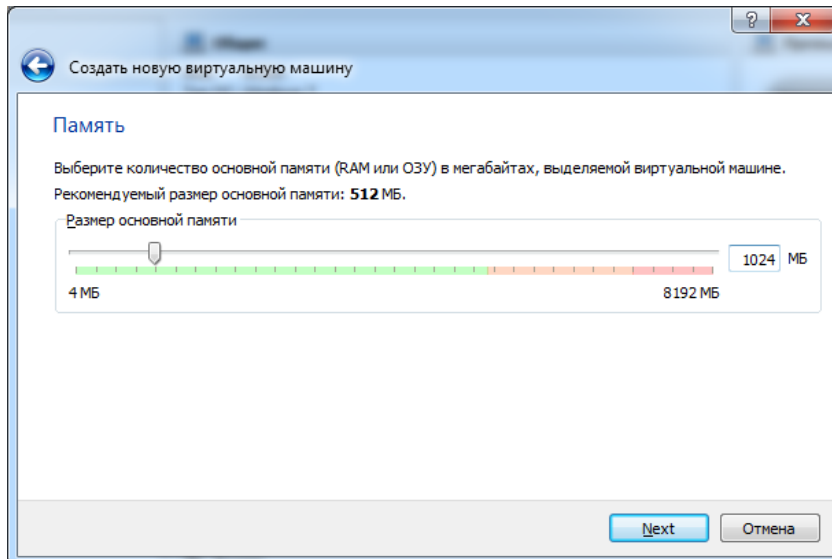 Общие
Создать новую виртуальную машину
Память
Выберите количество основной памяти (RAM или ОЗУ) в мегабайтах, выделяемой виртуальной машине.
Рекомендуемый размер основной памяти: 512 МБ.
Размер основной памяти
1024 МБ
4 МБ 8192 МБ
Next Отмена